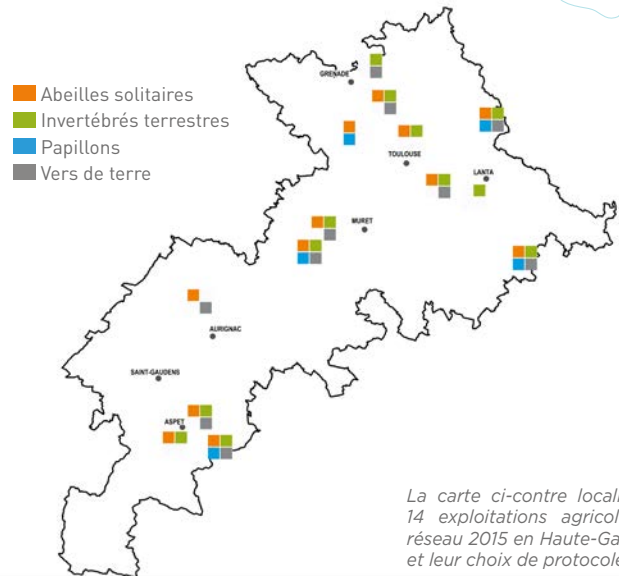 Abeilles solitaires
Invertébrés terrestres
Papillons
Vers de terre
GRENADE
TOULOUSE
LANTA
MURET
AURIGNAC
SAINT-GAUDENS
ASPET
La carte ci-contre locali
14 exploitations agricol
réseau 2015 en Haute-Ga
et leur choix de protocole